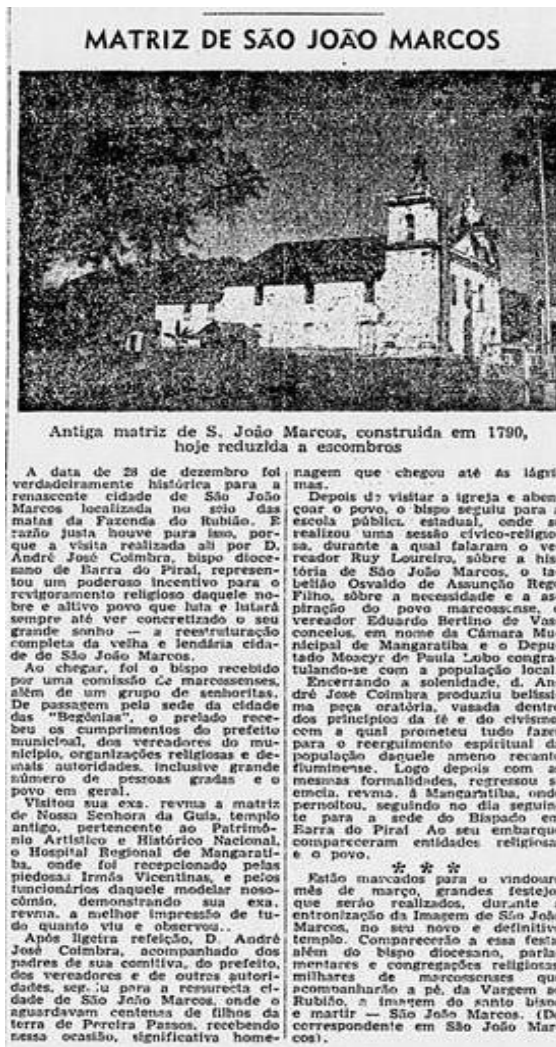 MATRIZ DE SÃO JOÃO MARCOS
Antiga matriz de S. João Marcos, construida em 1790,
hoje reduzida a escombros
A data de 28 de dezembro foi
verdadeiramente histórica para a
renascente cidade de São João
Marcos localizada no seio das
matas da Fazenda do Rubião. E
razão justa houve para isso, por-
que a visita realizada ali por D.
André José Coimbra, bispo dioce-
sano de Barra do Piraí, represen-
tou um poderoso incentivo para o
revigoramento religioso daquele no-
bre e altivo povo que luta e lutará
sempre até ver concretizado o seu
grande sonho — a reestruturação
completa da velha e lendária cida-
de de São João Marcos.
Ao chegar, foi o bispo recebido
por uma comissão de marcossenses,
além de um grupo de senhoritas.
De passagem pela sede da cidade
das "Begônias", o prelado rece-
beu os cumprimentos do prefeito
municipal, dos vereadores do mu-
nicípio, organizações religiosas e de-
mais autoridades, inclusive grande
número de pessoas gradas e o
povo em geral.
Visitou sua exa. revma a matriz
de Nossa Senhora da Guia, templo
antigo, pertencente ao Patrimô-
nio Artistico e Histórico Nacional,
o Hospital Regional de Mangarati-
ba, onde foi recepcionado pelas
piedosas Irmãs Vicentinas, e pelos
funcionários daquele modelar noso-
cômio, demonstrando sua exa.
revma. a melhor impressão de tu-
do quanto viu e observou..
Após ligeira refeição, D. André
José Coimbra, acompanhado dos
padres de sua comitiva, do prefeito,
dos vereadores e de outras autori-
dades, seguiu para a ressurecta ci-
dade de São João Marcos, onde o
aguardavam centenas de filhos da
terra de Pereira Passos, recebendo
nessa ocasião, significativa home-
nagem que chegou até ás lágri-
mas.
Depois de visitar a igreja e aben-
çoar o povo, o bispo seguiu para a
escola pública estadual, onde se
realizou uma sessão cívico-religio-
sa, durante a qual falaram o ve-
reador Ruy Loureiro, sôbre a his-
tória de São João Marcos, o ta-
belião Osvaldo de Assunção Rego
Filho, sôbre a necessidade e a as-
piração do povo marcossense, o
vereador Eduardo Bertino de Vas-
concelos, em nome da Câmara Mu-
nicipal de Mangaratiba e o Depu-
tado Moacyr de Paula Lobo congra-
tulando-se com a população local.
Encerrando a solenidade, d. An-
dré José Coimbra produziu belíssi-
ma peça oratória, vasada dentro
dos principios da fé e do civismo
com a qual prometeu tudo fazer
para o reerguimento espiritual da
população daquele ameno recanto
fluminense. Logo depois com as
mesmas formalidades, regressou s.
emcia, revma. á Mangaratiba, onde
pernoitou, seguindo no dia seguin-
te para a sede do Bispado em
Barra do Piraí Ao seu embarque
compareceram entidades religiosas
e o povo.
* * *
Estão marcados para o vindouro
mês de março, grandes festejos
que serão realizados, durante a
entronização da Imagem de São João
Marcos, no seu novo e definitivo
templo. Comparecerão a essa festa
além do bispo diocesano, parla-
mentares e congregações religiosas
milhares de marcossenses que
acompanharão a pé, da Vargem ao
Rubião, a imagem do santo bispo
e martir — São João Marcos. (Do
correspondente em São João Mar-
cos).